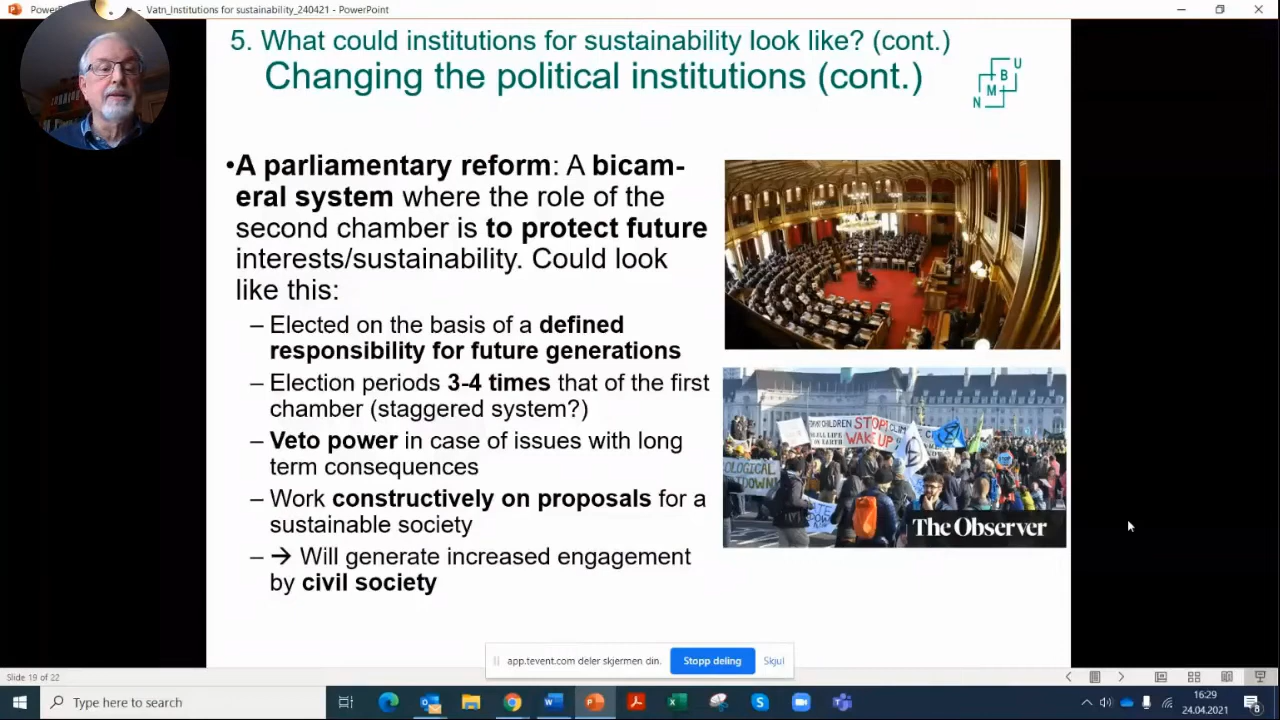 Vatn_Institutions for sustainability_240421 - PowerPoint
5. What could institutions for sustainability look like? (cont.)
Changing the political institutions (cont.)
N M B U
•A parliamentary reform: A bicam-
eral system where the role of the
second chamber is to protect future
interests/sustainability. Could look
like this:
– Elected on the basis of a defined
responsibility for future generations
– Election periods 3-4 times that of the first
chamber (staggered system?)
– Veto power in case of issues with long
term consequences
– Work constructively on proposals for a
sustainable society
– → Will generate increased engagement
by civil society
STOP!
WAKE UP
The Observer
app.tevent.com deler skjermen din.
Stopp deling
Skjul
Slide 19 of 22
Type here to search
16:29
24.04.2021